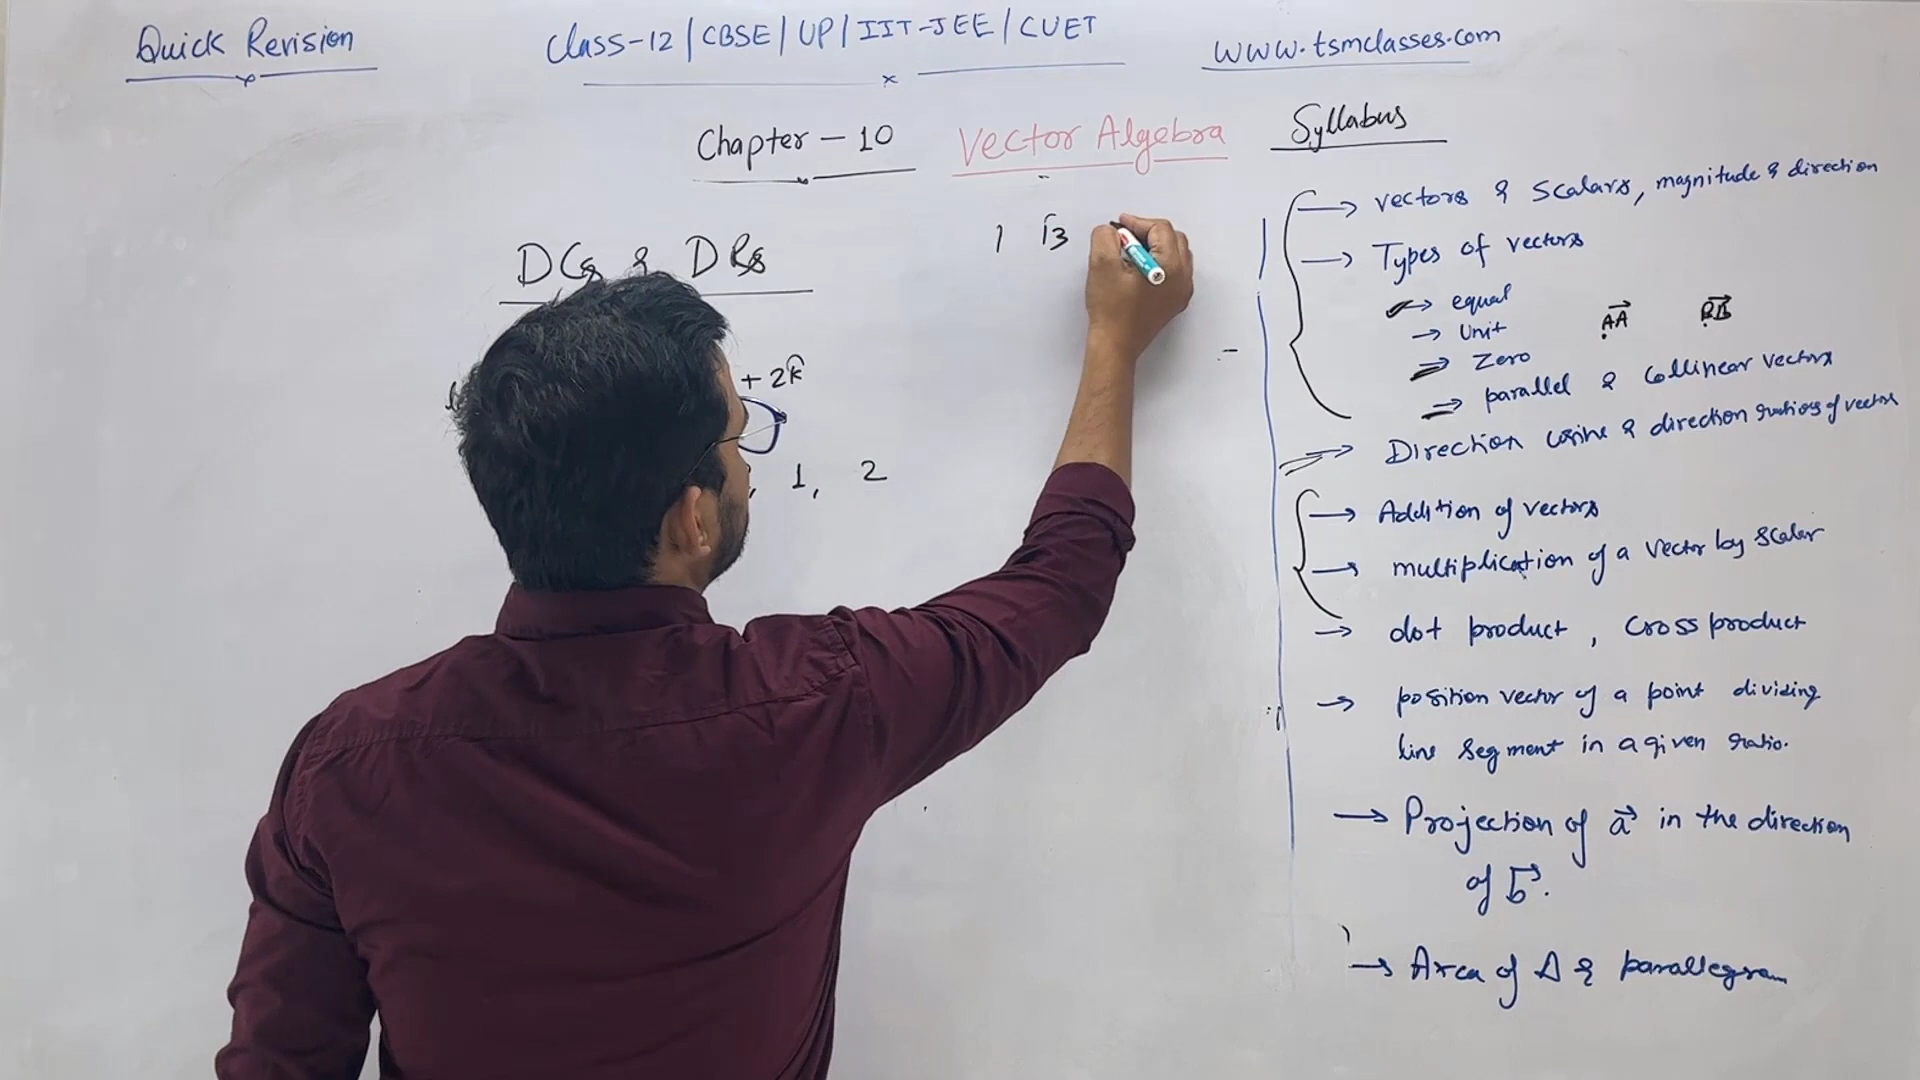 Quick Revision
Class-12 / CBSE / UP / IIT-JEE / CUET
www.tsmclasses.com
Chapter - 10 Vector Algebra
DCs & DRs
+ 2k̂
1, 2
1 √3
Syllabus
→ vectors & Scalars, magnitude & direction
→ Types of vectors
→ equal
→ Unit
→ Zero
→ parallel & Collinear vectors
AA⃗
BB⃗
→ Direction cosine & direction ratios of vector
→ Addition of vectors
→ multiplication of a vector by scalar
→ dot product, cross product
→ position vector of a point dividing
line segment in a given ratio.
→ Projection of a⃗ in the direction
of b⃗.
→ Area of Δ & parallegram